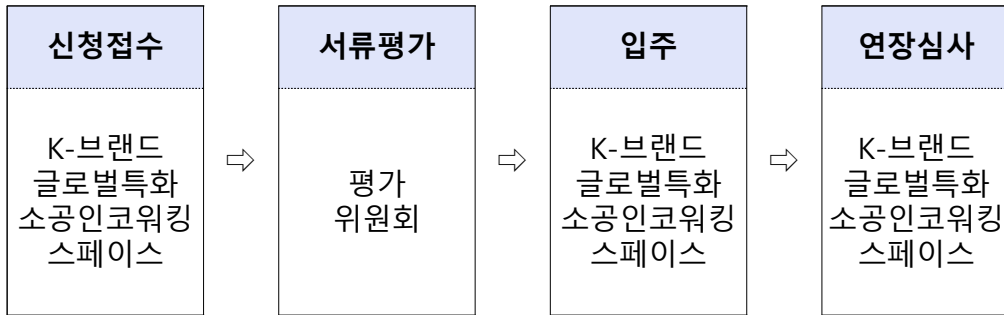 신청접수
K-브랜드
글로벌특화
소공인코워킹
스페이스
⇨
서류평가
평가
위원회
⇨
입주
K-브랜드
글로벌특화
소공인코워킹
스페이스
⇨
연장심사
K-브랜드
글로벌특화
소공인코워킹
스페이스